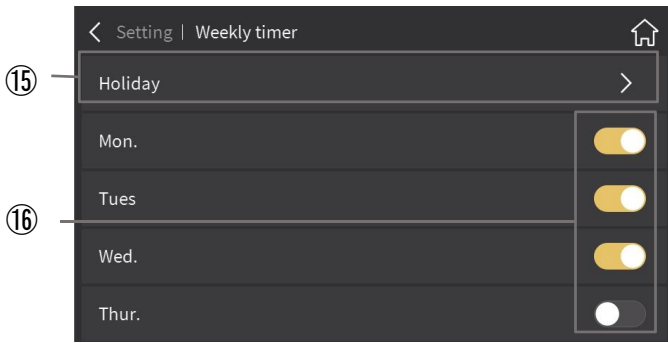 Setting | Weekly timer
⑮ Holiday
Mon.
Tues
⑯
Wed.
Thur.